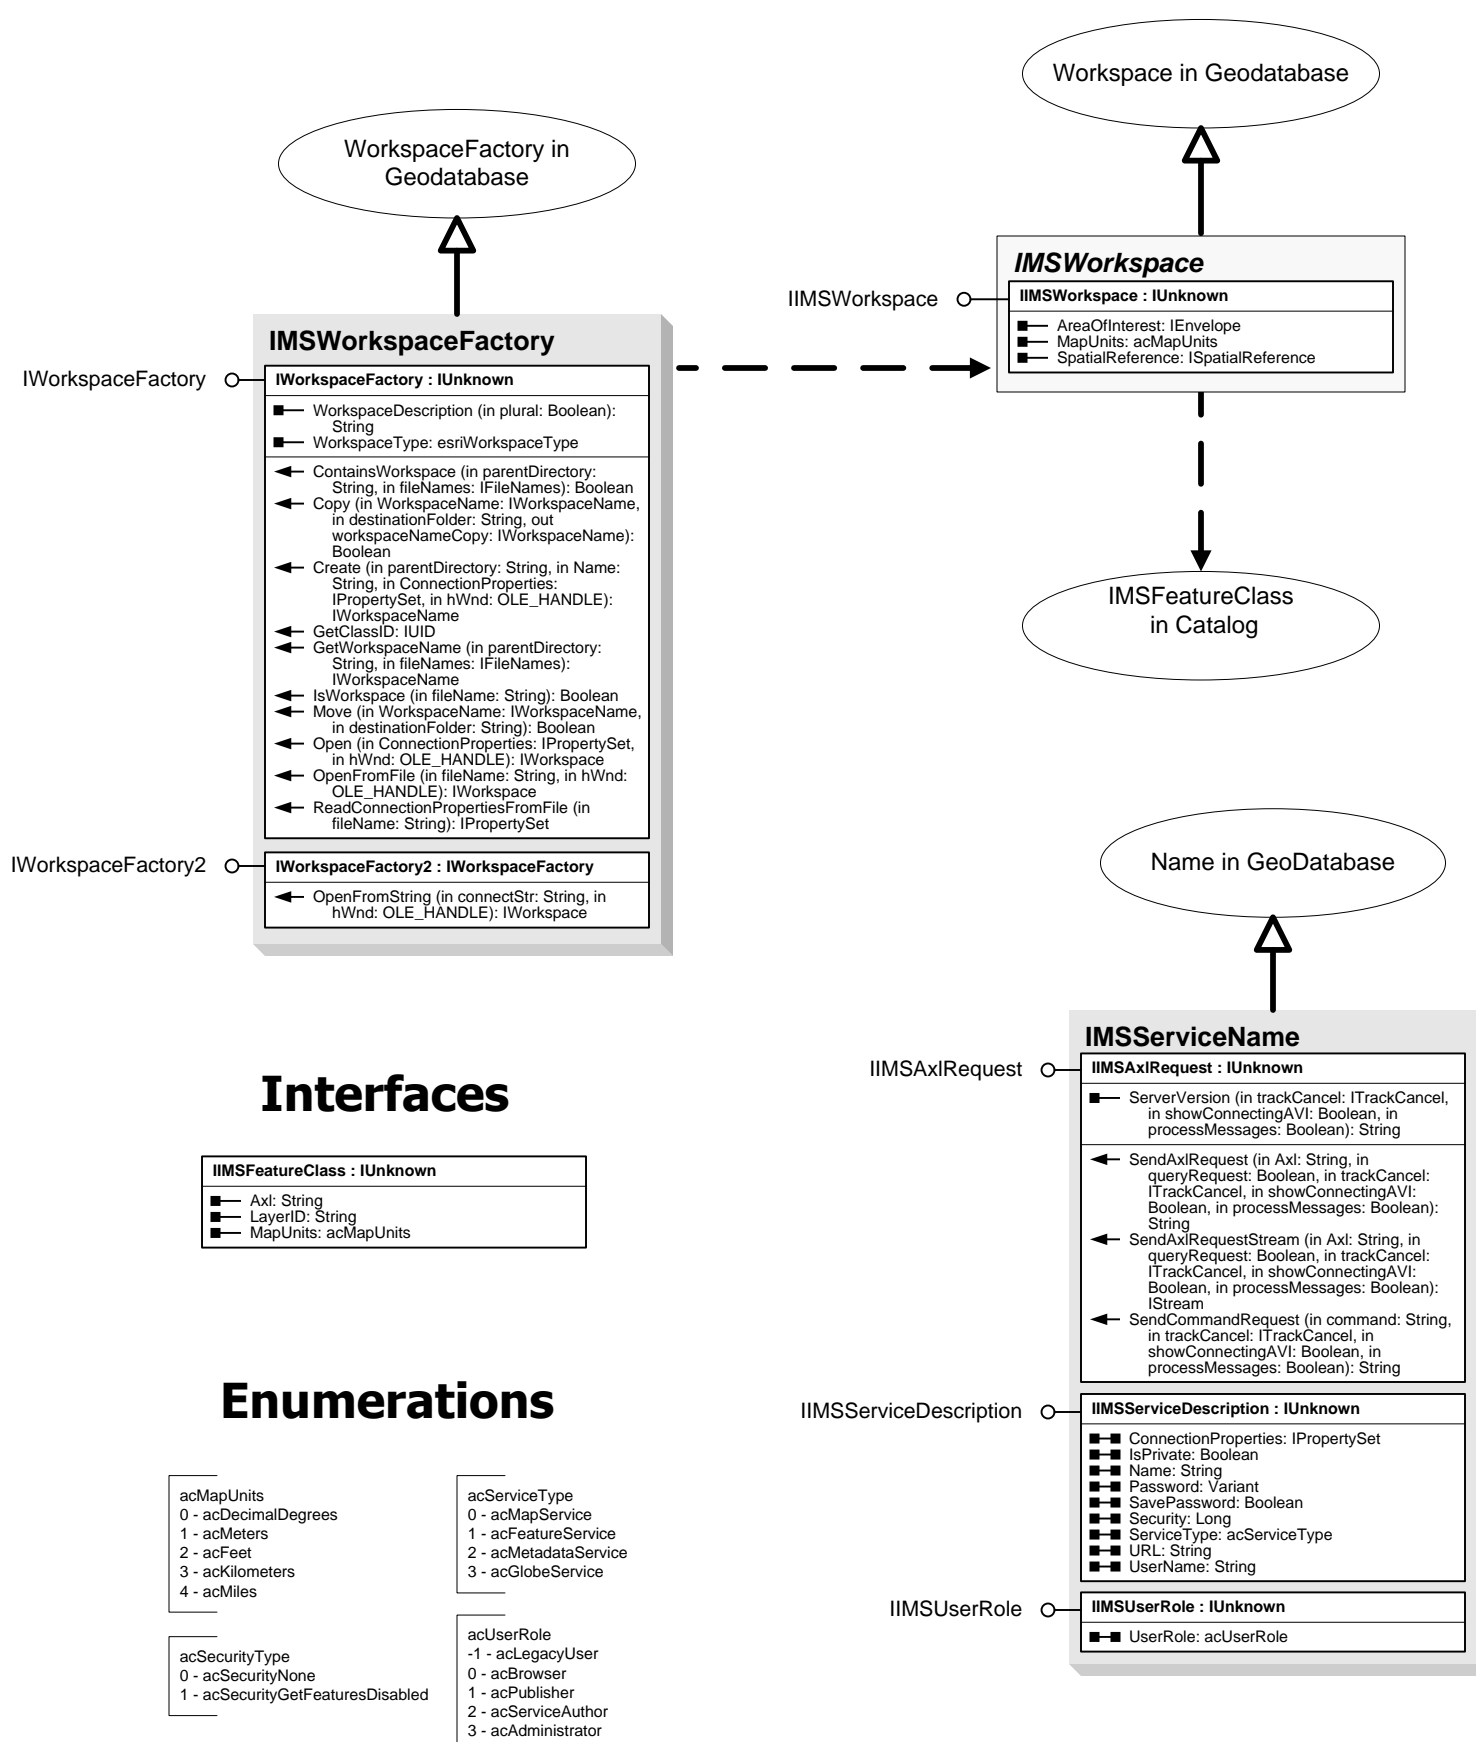 Workspace in Geodatabase
WorkspaceFactory in
Geodatabase
IMSWorkspace
IIMSWorkspace
IIMSWorkspace : IUnknown
AreaOfInterest: IEnvelope
MapUnits: acMapUnits
SpatialReference: ISpatialReference
IMSWorkspaceFactory
IWorkspaceFactory
IWorkspaceFactory : IUnknown
WorkspaceDescription (in plural: Boolean):
String
WorkspaceType: esriWorkspaceType
ContainsWorkspace (in parentDirectory:
String, in fileNames: IFileNames): Boolean
Copy (in WorkspaceName: IWorkspaceName,
in destinationFolder: String, out
workspaceNameCopy: IWorkspaceName):
Boolean
Create (in parentDirectory: String, in Name:
String, in ConnectionProperties:
IPropertySet, in hWnd: OLE_HANDLE):
IWorkspaceName
GetClassID: IUID
GetWorkspaceName (in parentDirectory:
String, in fileNames: IFileNames):
IWorkspaceName
IsWorkspace (in fileName: String): Boolean
Move (in WorkspaceName: IWorkspaceName,
in destinationFolder: String): Boolean
Open (in ConnectionProperties: IPropertySet,
in hWnd: OLE_HANDLE): IWorkspace
OpenFromFile (in fileName: String, in hWnd:
OLE_HANDLE): IWorkspace
ReadConnectionPropertiesFromFile (in
fileName: String): IPropertySet
IWorkspaceFactory2
IWorkspaceFactory2 : IWorkspaceFactory
OpenFromString (in connectStr: String, in
hWnd: OLE_HANDLE): IWorkspace
IMSFeatureClass
in Catalog
Name in GeoDatabase
IMSServiceName
IIMSAxlRequest
IIMSAxlRequest : IUnknown
ServerVersion (in trackCancel: ITrackCancel,
in showConnectingAVI: Boolean, in
processMessages: Boolean): String
SendAxlRequest (in Axl: String, in
queryRequest: Boolean, in trackCancel:
ITrackCancel, in showConnectingAVI:
Boolean, in processMessages: Boolean):
String
SendAxlRequestStream (in Axl: String, in
queryRequest: Boolean, in trackCancel:
ITrackCancel, in showConnectingAVI:
Boolean, in processMessages: Boolean):
IStream
SendCommandRequest (in command: String,
in trackCancel: ITrackCancel, in
showConnectingAVI: Boolean, in
processMessages: Boolean): String
IIMSServiceDescription
IIMSServiceDescription : IUnknown
ConnectionProperties: IPropertySet
IsPrivate: Boolean
Name: String
Password: Variant
SavePassword: Boolean
Security: Long
ServiceType: acServiceType
URL: String
UserName: String
IIMSUserRole
IIMSUserRole : IUnknown
UserRole: acUserRole
Interfaces
IIMSFeatureClass : IUnknown
Axl: String
LayerID: String
MapUnits: acMapUnits
Enumerations
acMapUnits
0 - acDecimalDegrees
1 - acMeters
2 - acFeet
3 - acKilometers
4 - acMiles
acServiceType
0 - acMapService
1 - acFeatureService
2 - acMetadataService
3 - acGlobeService
acSecurityType
0 - acSecurityNone
1 - acSecurityGetFeaturesDisabled
acUserRole
-1 - acLegacyUser
0 - acBrowser
1 - acPublisher
2 - acServiceAuthor
3 - acAdministrator